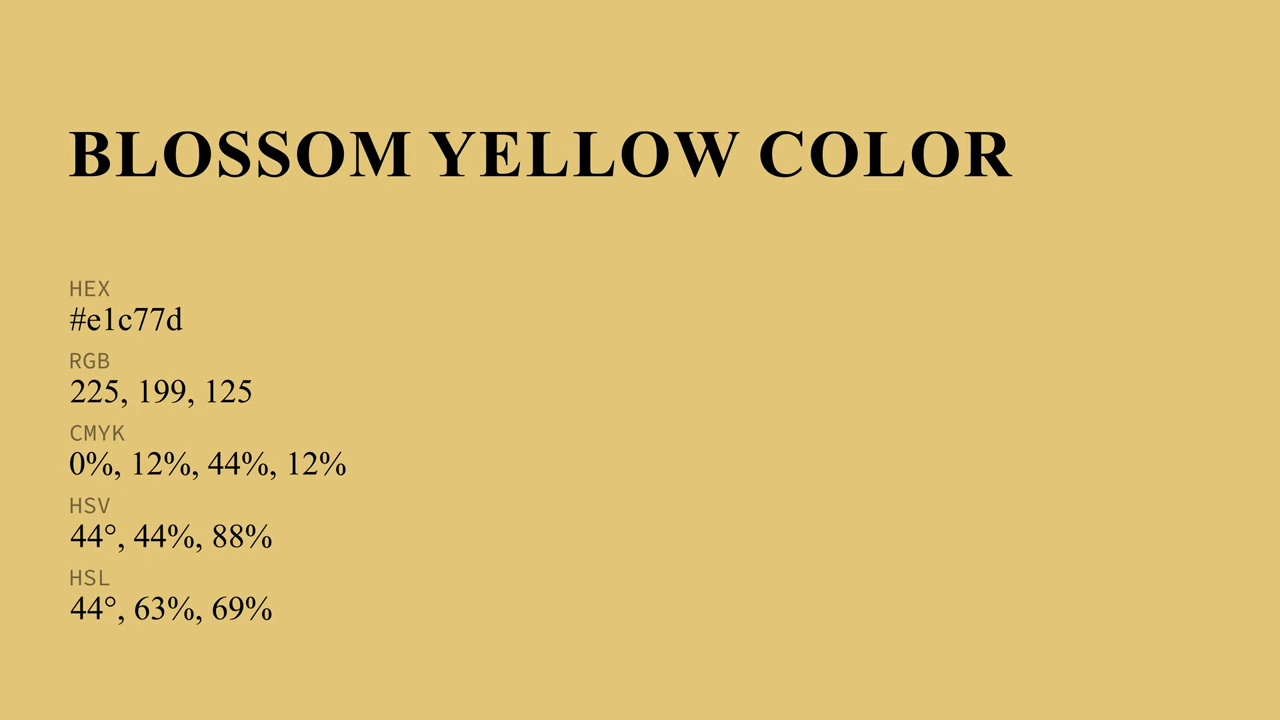 BLOSSOM YELLOW COLOR
HEX
#e1c77d
RGB
225, 199, 125
CMYK
0%, 12%, 44%, 12%
HSV
44°, 44%, 88%
HSL
44°, 63%, 69%